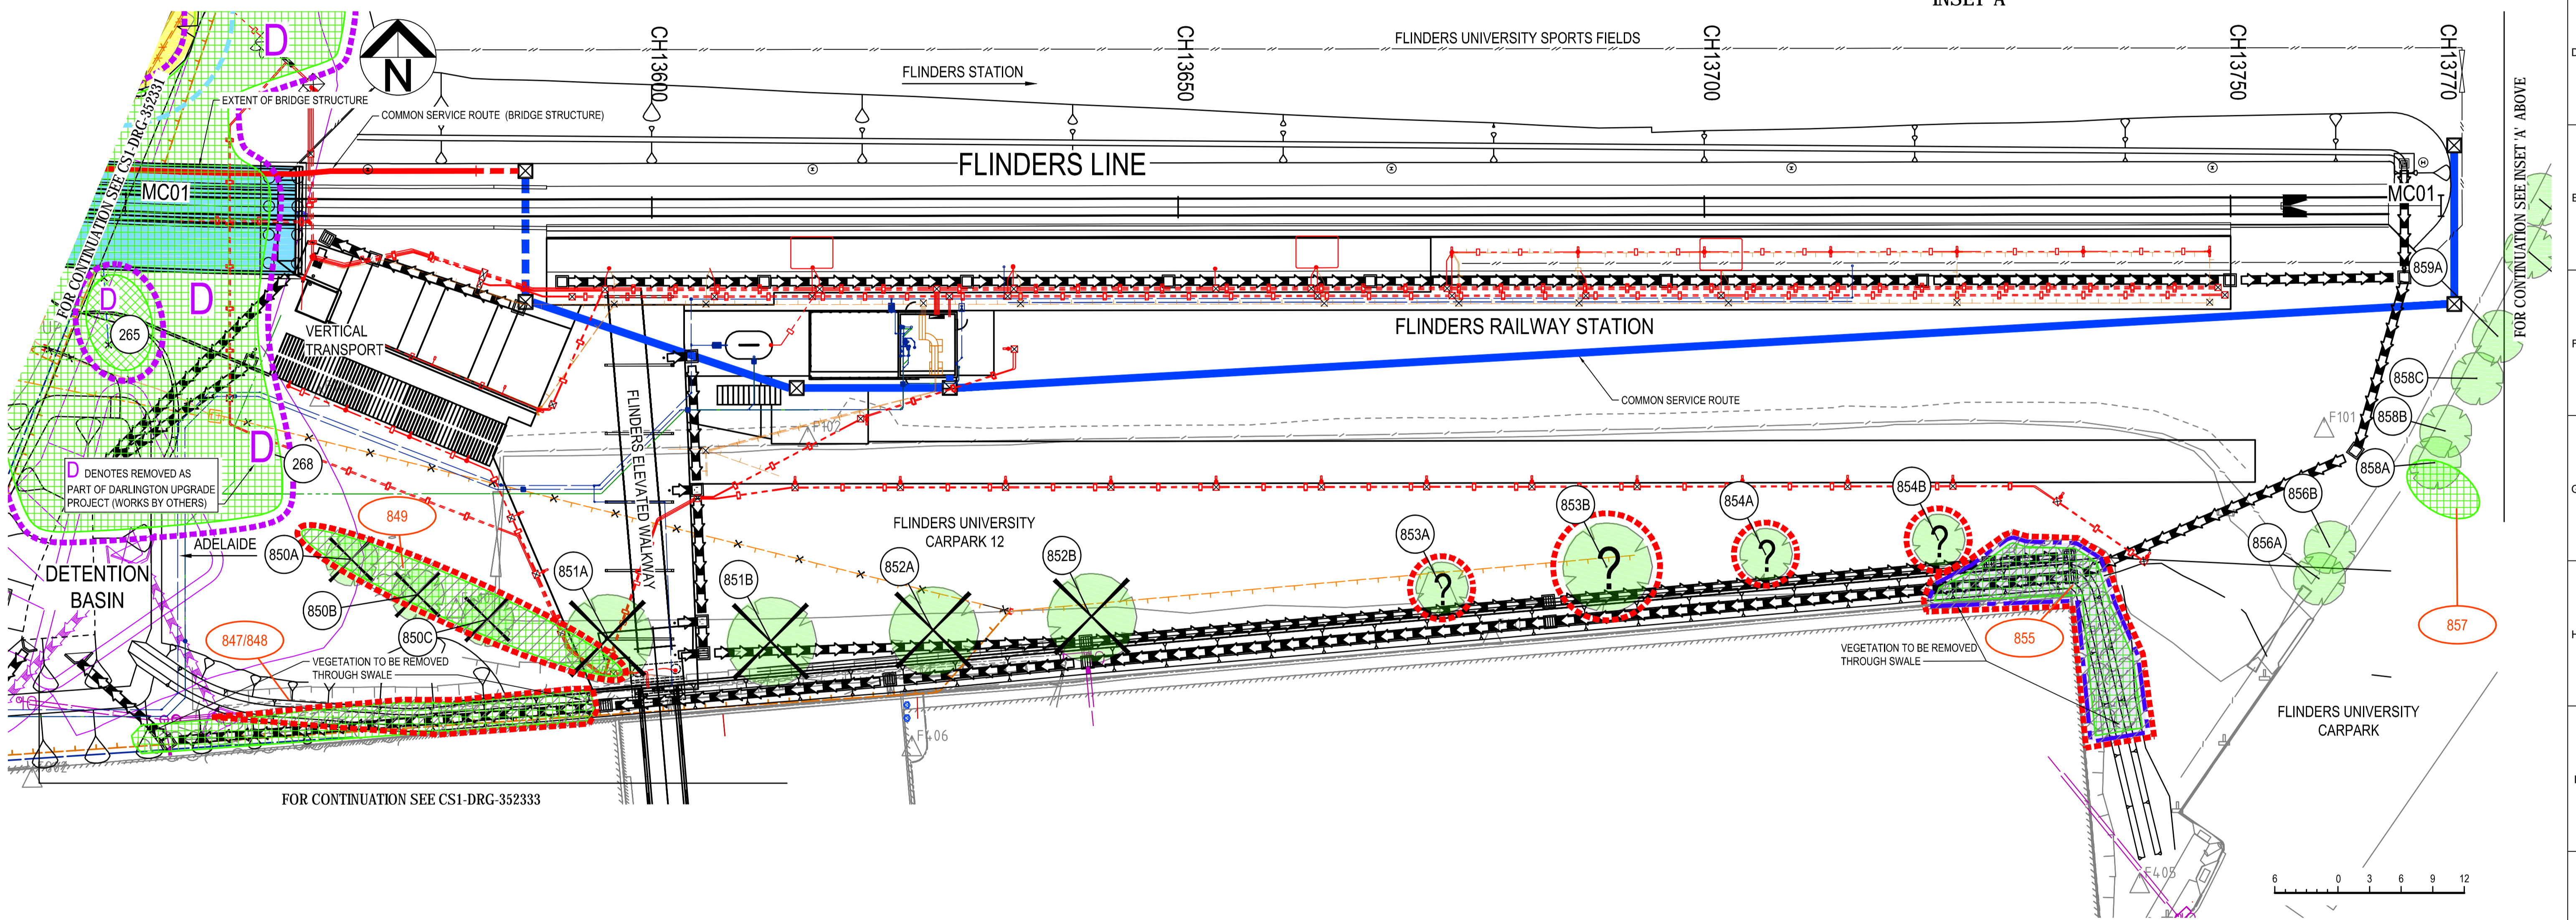 INSET 'A'
D
N
CH13600
CH13650
CH13700
CH13750
CH13770
FLINDERS UNIVERSITY SPORTS FIELDS
FLINDERS STATION
EXTENT OF BRIDGE STRUCTURE
COMMON SERVICE ROUTE (BRIDGE STRUCTURE)
FOR CONTINUATION SEE CS1-DRG-352331
FOR CONTINUATION SEE INSET 'A' ABOVE
FLINDERS LINE
MC01
MC01
D
D
265
VERTICAL
TRANSPORT
FLINDERS RAILWAY STATION
859A
858C
COMMON SERVICE ROUTE
858B
F101
F102
858A
FLINDERS ELEVATED WALKWAY
D
268
D DENOTES REMOVED AS
PART OF DARLINGTON UPGRADE
PROJECT (WORKS BY OTHERS)
849
856B
854B
854A
853B
853A
FLINDERS UNIVERSITY
CARPARK 12
ADELAIDE
850A
851A
851B
852A
852B
856A
?
?
?
?
DETENTION
BASIN
850B
850C
847/848
VEGETATION TO BE REMOVED
THROUGH SWALE
855
857
VEGETATION TO BE REMOVED
THROUGH SWALE
FLINDERS UNIVERSITY
CARPARK
F406
FOR CONTINUATION SEE CS1-DRG-352333
F405
6 0 3 6 9 12